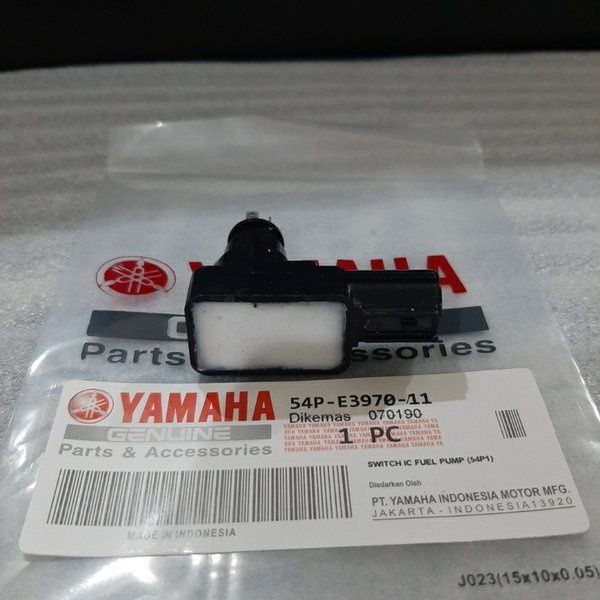 YAMAHA
Parts & Accessories
YAMAHA
GENUINE
Parts & Accessories
54P-E3970-11
Dikemas 070190
1 PC
SWITCH IC FUEL PUMP (54P1)
Diedarkan Oleh
PT. YAMAHA INDONESIA MOTOR MFG.
JAKARTA - INDONESIA13920
MADE IN INDONESIA
J023(15x10x0.05)